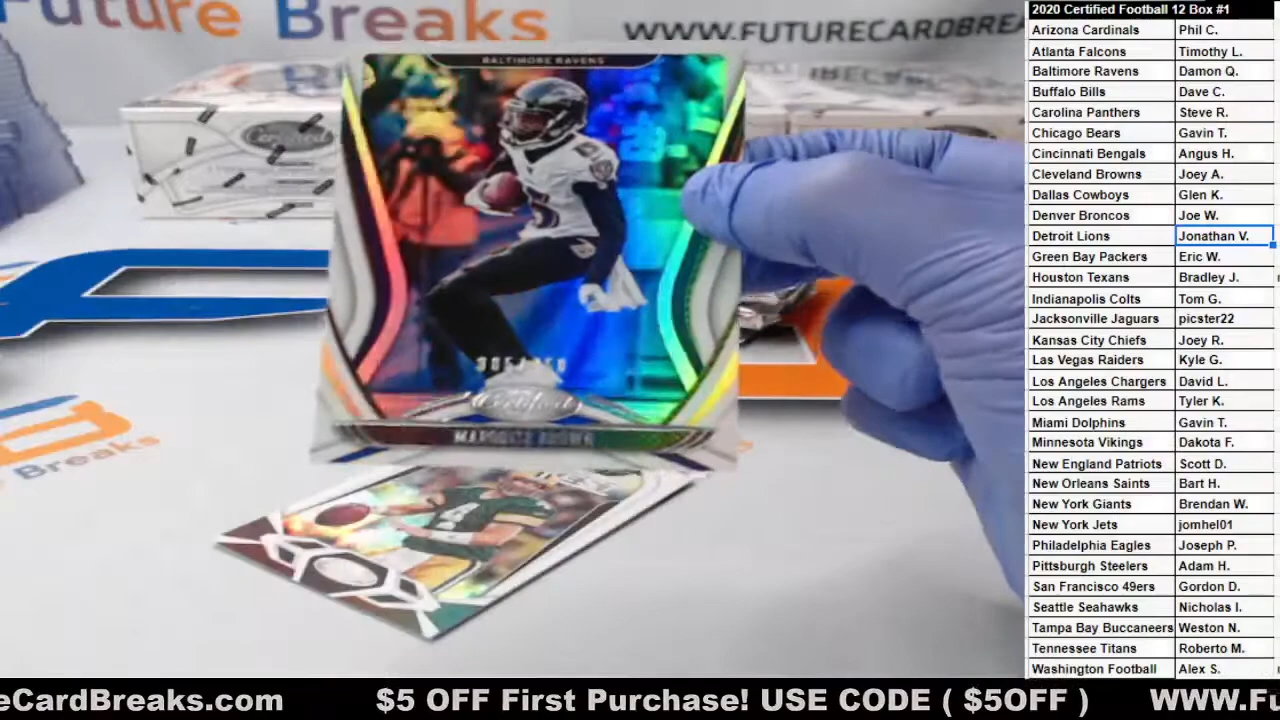 Future Breaks
WWW.FUTURECARDBREA
BALTIMORE RAVENS
MARQUISE BROWN
Breaks
2020 Certified Football 12 Box #1
Arizona Cardinals Phil C.
Atlanta Falcons Timothy L.
Baltimore Ravens Damon Q.
Buffalo Bills Dave C.
Carolina Panthers Steve R.
Chicago Bears Gavin T.
Cincinnati Bengals Angus H.
Cleveland Browns Joey A.
Dallas Cowboys Glen K.
Denver Broncos Joe W.
Detroit Lions Jonathan V.
Green Bay Packers Eric W.
Houston Texans Bradley J.
Indianapolis Colts Tom G.
Jacksonville Jaguars picster22
Kansas City Chiefs Joey R.
Las Vegas Raiders Kyle G.
Los Angeles Chargers David L.
Los Angeles Rams Tyler K.
Miami Dolphins Gavin T.
Minnesota Vikings Dakota F.
New England Patriots Scott D.
New Orleans Saints Bart H.
New York Giants Brendan W.
New York Jets jomhel01
Philadelphia Eagles Joseph P.
Pittsburgh Steelers Adam H.
San Francisco 49ers Gordon D.
Seattle Seahawks Nicholas I.
Tampa Bay Buccaneers Weston N.
Tennessee Titans Roberto M.
Washington Football Alex S.
eCardBreaks.com $5 OFF First Purchase! USE CODE ( $5OFF ) WWW.Fu